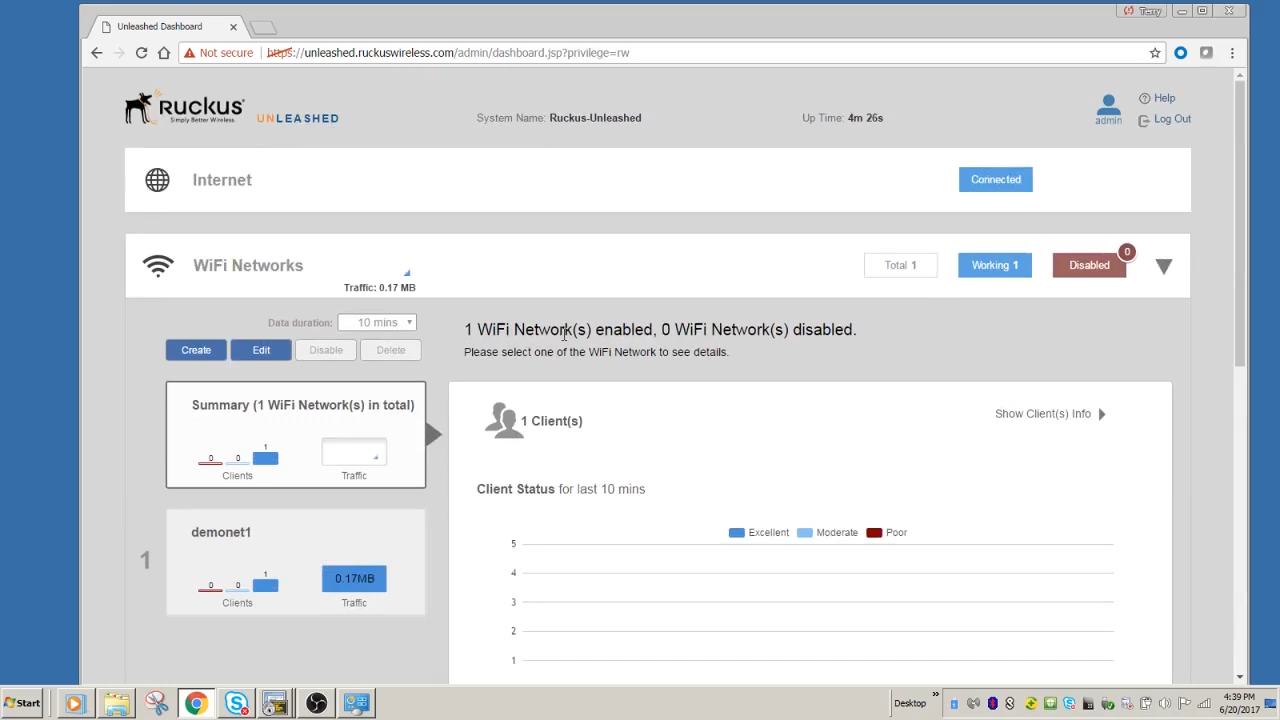 Terry
Unleashed Dashboard
Not secure https://unleashed.ruckuswireless.com/admin/dashboard.jsp?privilege=rw
Ruckus
Simply Better Wireless.
UNLEASHED
System Name: Ruckus-Unleashed
Up Time: 4m 26s
admin
Help
Log Out
Internet
Connected
WiFi Networks
Traffic: 0.17 MB
Total 1
Working 1
Disabled
0
Data duration: 10 mins
Create Edit Disable Delete
1 WiFi Network(s) enabled, 0 WiFi Network(s) disabled.
Please select one of the WiFi Network to see details.
Summary (1 WiFi Network(s) in total)
0 0 1
Clients Traffic
1 Client(s)
Show Client(s) Info
Client Status for last 10 mins
Excellent Moderate Poor
5
4
3
2
1
1
demonet1
0 0 1
0.17MB
Clients Traffic
Start
Desktop
4:39 PM
6/20/2017